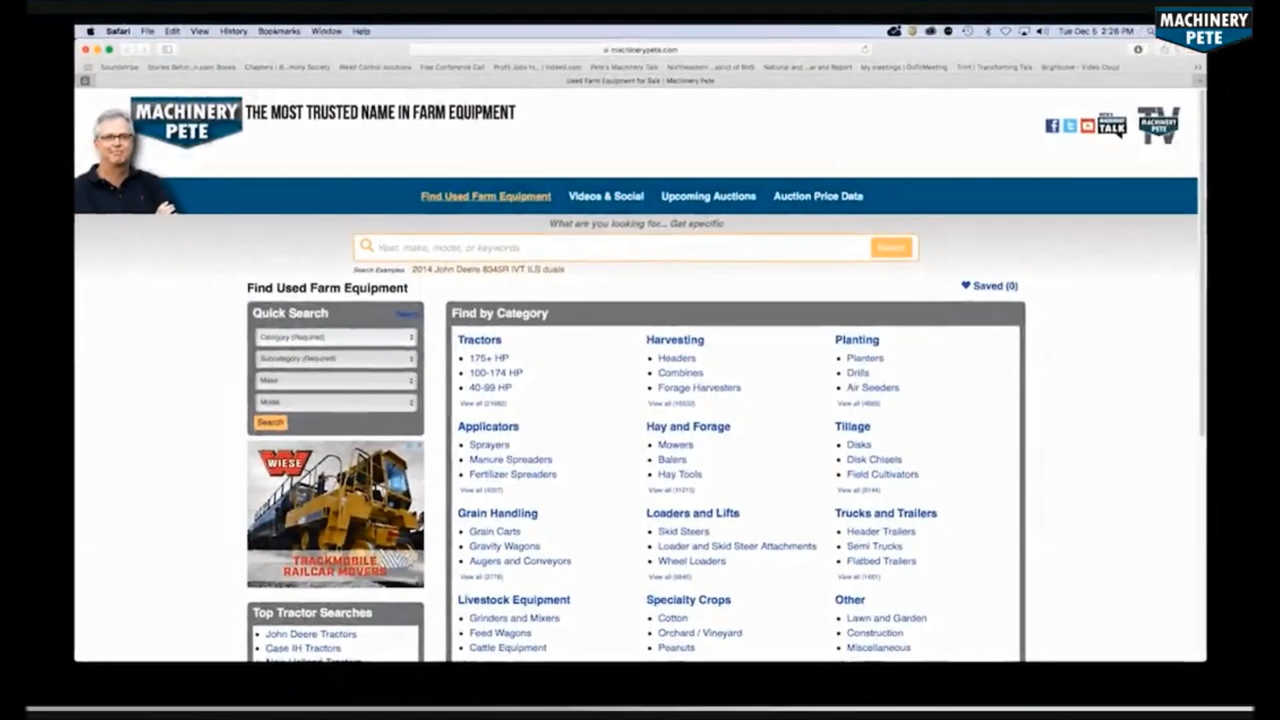 MACHINERY
PETE
Safari File Edit View History Bookmarks Window Help
Tue Dec 5 2:26 PM
machinerypete.com
Used Farm Equipment for Sale | Machinery Pete
MACHINERY
PETE
THE MOST TRUSTED NAME IN FARM EQUIPMENT
TALK
MACHINERY
PETE
TV
Find Used Farm Equipment Videos & Social Upcoming Auctions Auction Price Data
What are you looking for... Get specific
Year, make, model, or keywords
Search
Search Examples 2014 John Deere 8345R IVT ILS duals
Find Used Farm Equipment
Saved (0)
Quick Search
Category (Required)
Subcategory (Required)
Make
Model
Search
WIESE
TRACKMOBILE
RAILCAR MOVERS
Top Tractor Searches
John Deere Tractors
Case IH Tractors
New Holland Tractors
Find by Category
Tractors
175+ HP
100-174 HP
40-99 HP
View all
Harvesting
Headers
Combines
Forage Harvesters
View all
Planting
Planters
Drills
Air Seeders
View all
Applicators
Sprayers
Manure Spreaders
Fertilizer Spreaders
View all
Hay and Forage
Mowers
Balers
Hay Tools
View all
Tillage
Disks
Disk Chisels
Field Cultivators
View all
Grain Handling
Grain Carts
Gravity Wagons
Augers and Conveyors
View all
Loaders and Lifts
Skid Steers
Loader and Skid Steer Attachments
Wheel Loaders
View all
Trucks and Trailers
Header Trailers
Semi Trucks
Flatbed Trailers
View all
Livestock Equipment
Grinders and Mixers
Feed Wagons
Cattle Equipment
Specialty Crops
Cotton
Orchard / Vineyard
Peanuts
Other
Lawn and Garden
Construction
Miscellaneous